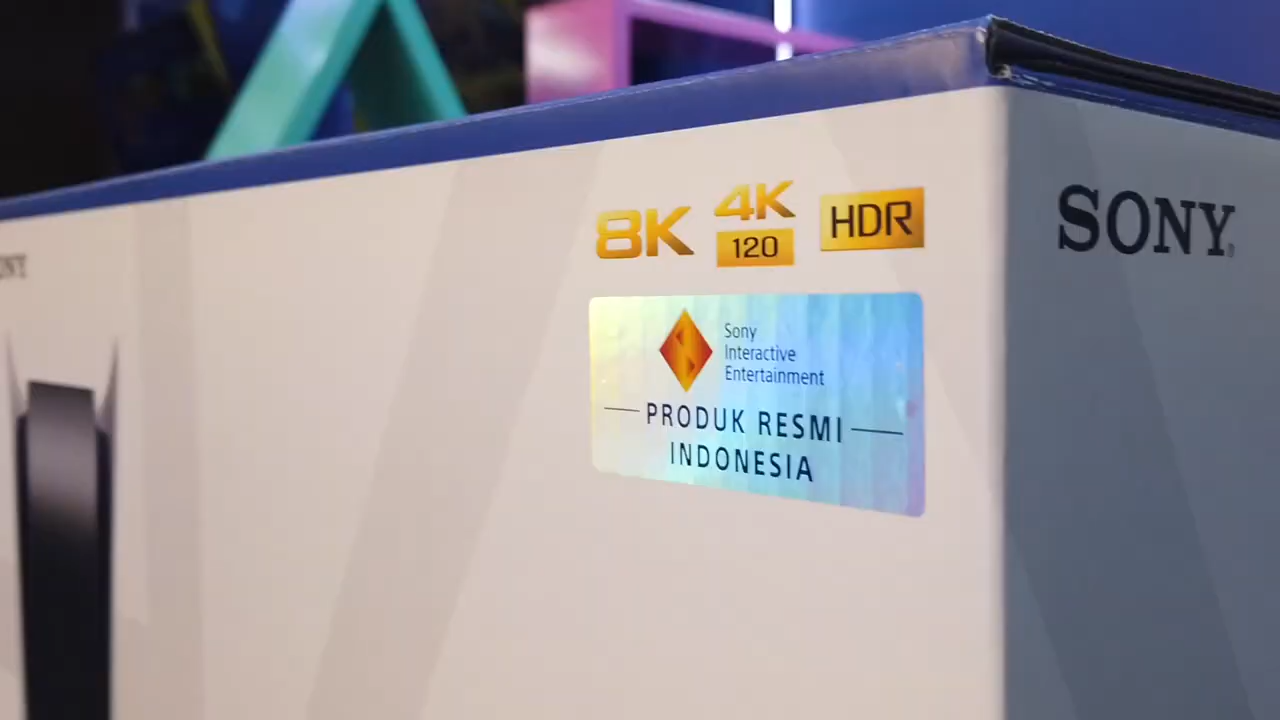 8K
4K
120
HDR
SONY
Sony
Interactive
Entertainment
PRODUK RESMI
INDONESIA